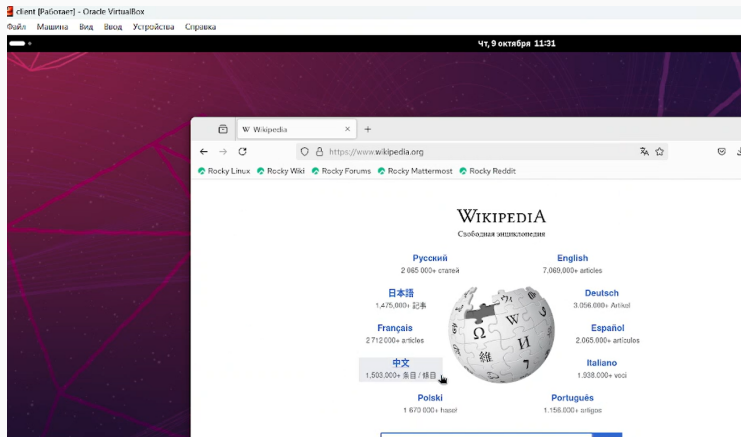 client [Работает] - Oracle VirtualBox
Файл Машина Вид Ввод Устройства Справка
Чт, 9 октября 11:31
W Wikipedia × +
https://www.wikipedia.org
Rocky Linux Rocky Wiki Rocky Forums Rocky Mattermost Rocky Reddit
WIKIPEDIA
Свободная энциклопедия
Русский
2 065 000+ статей
English
7,069,000+ articles
日本語
1,475,000+ 記事
Deutsch
3.056.000+ Artikel
Français
2 712 000+ articles
Español
2.065.000+ artículos
中文
1,503,000+ 条目 / 條目
Italiano
1.938.000+ voci
Polski
1 670 000+ haseł
Português
1.156.000+ artigos
Ω W И 維 7